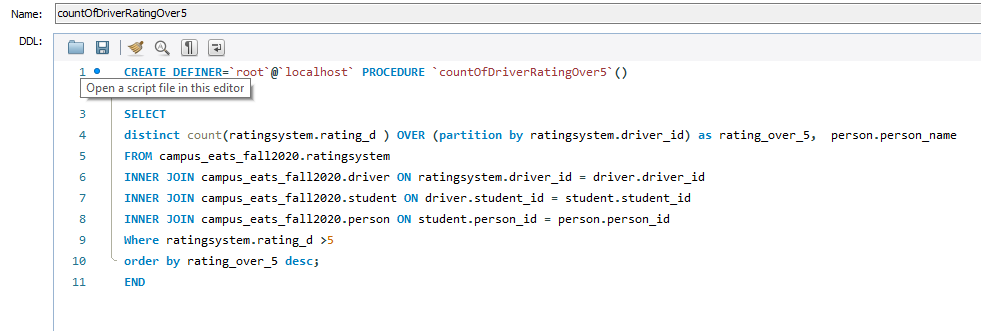 Name: countOfDriverRatingOver5
DDL:
1 CREATE DEFINER=`root`@`localhost` PROCEDURE `countOfDriverRatingOver5`()
Open a script file in this editor
3 SELECT
4 distinct count(ratingsystem.rating_d ) OVER (partition by ratingsystem.driver_id) as rating_over_5,  person.person_name
5 FROM campus_eats_fall2020.ratingsystem
6 INNER JOIN campus_eats_fall2020.driver ON ratingsystem.driver_id = driver.driver_id
7 INNER JOIN campus_eats_fall2020.student ON driver.student_id = student.student_id
8 INNER JOIN campus_eats_fall2020.person ON student.person_id = person.person_id
9 Where ratingsystem.rating_d >5
10 order by rating_over_5 desc;
11 END